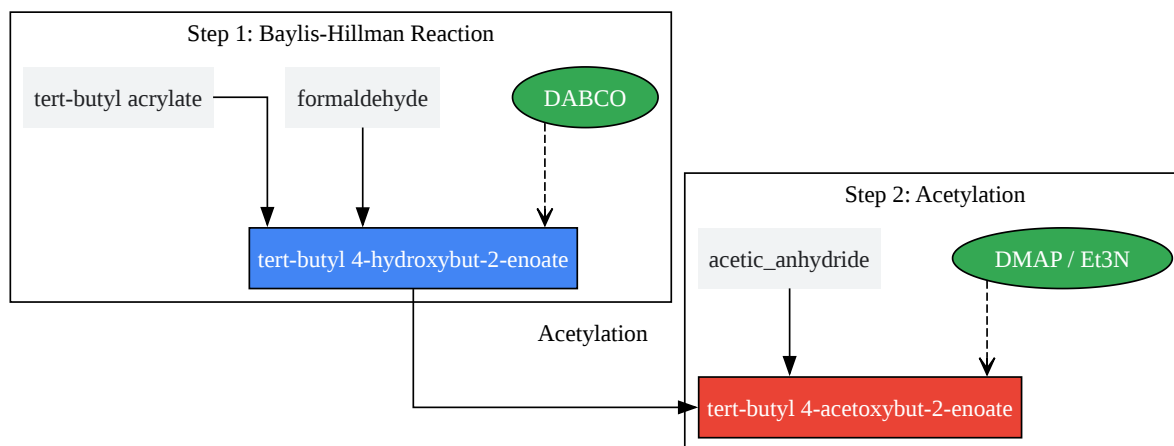 Step 1: Baylis-Hillman Reaction
tert-butyl acrylate
formaldehyde
DABCO
tert-butyl 4-hydroxybut-2-enoate
Step 2: Acetylation
acetic_anhydride
DMAP / Et3N
Acetylation
tert-butyl 4-acetoxybut-2-enoate